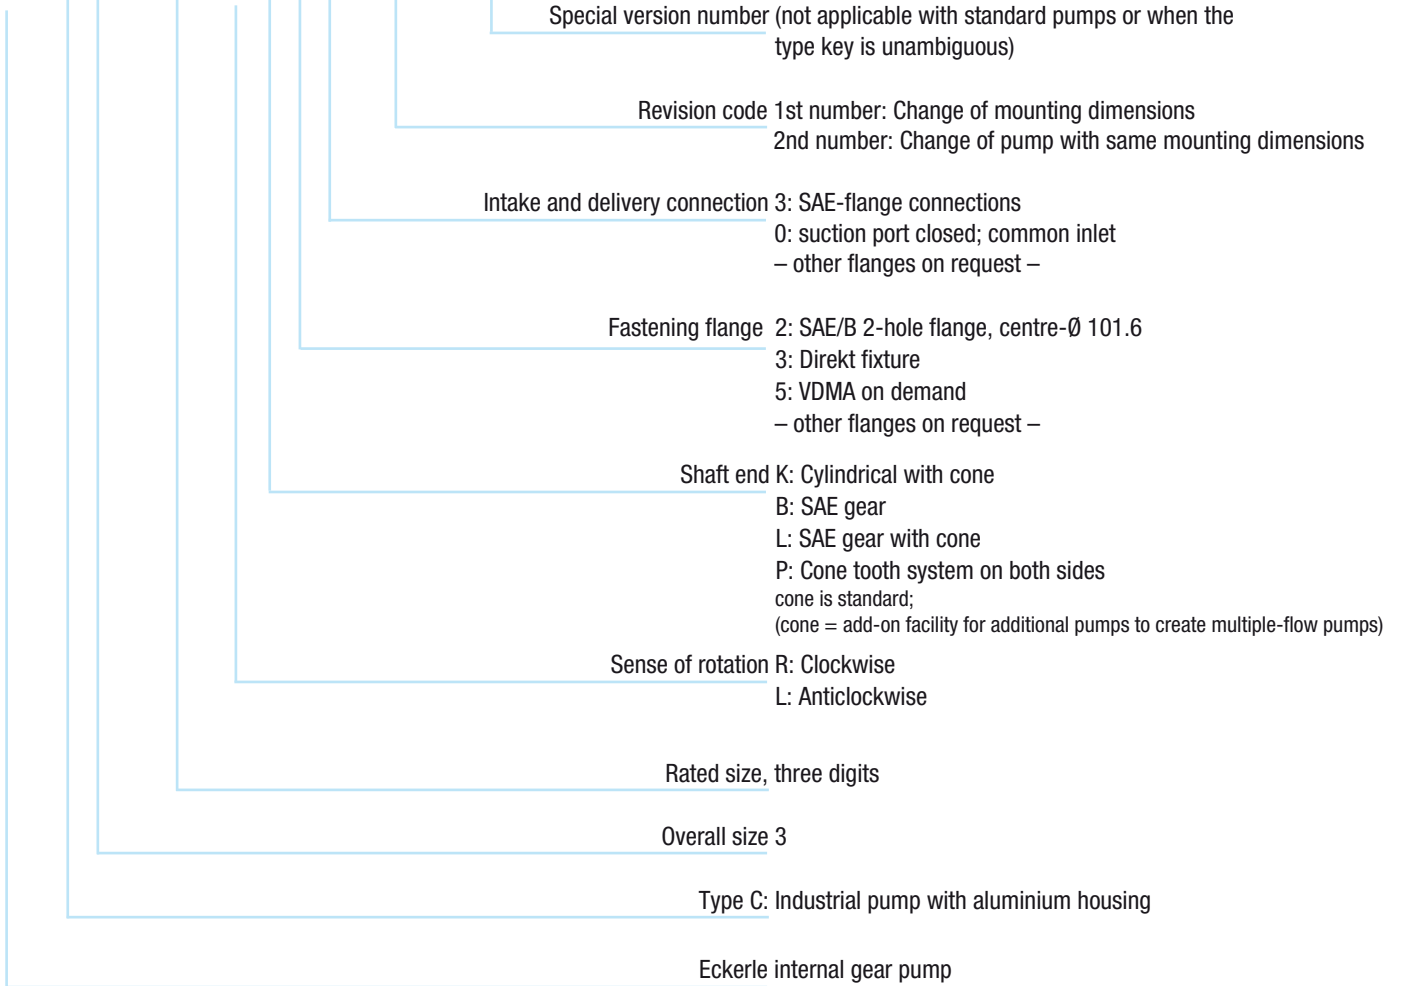 Special version number (not applicable with standard pumps or when the
type key is unambiguous)
Revision code 1st number: Change of mounting dimensions
2nd number: Change of pump with same mounting dimensions
Intake and delivery connection 3: SAE-flange connections
0: suction port closed; common inlet
– other flanges on request –
Fastening flange 2: SAE/B 2-hole flange, centre-Ø 101.6
3: Direkt fixture
5: VDMA on demand
– other flanges on request –
Shaft end K: Cylindrical with cone
B: SAE gear
L: SAE gear with cone
P: Cone tooth system on both sides
cone is standard;
(cone = add-on facility for additional pumps to create multiple-flow pumps)
Sense of rotation R: Clockwise
L: Anticlockwise
Rated size, three digits
Overall size 3
Type C: Industrial pump with aluminium housing
Eckerle internal gear pump